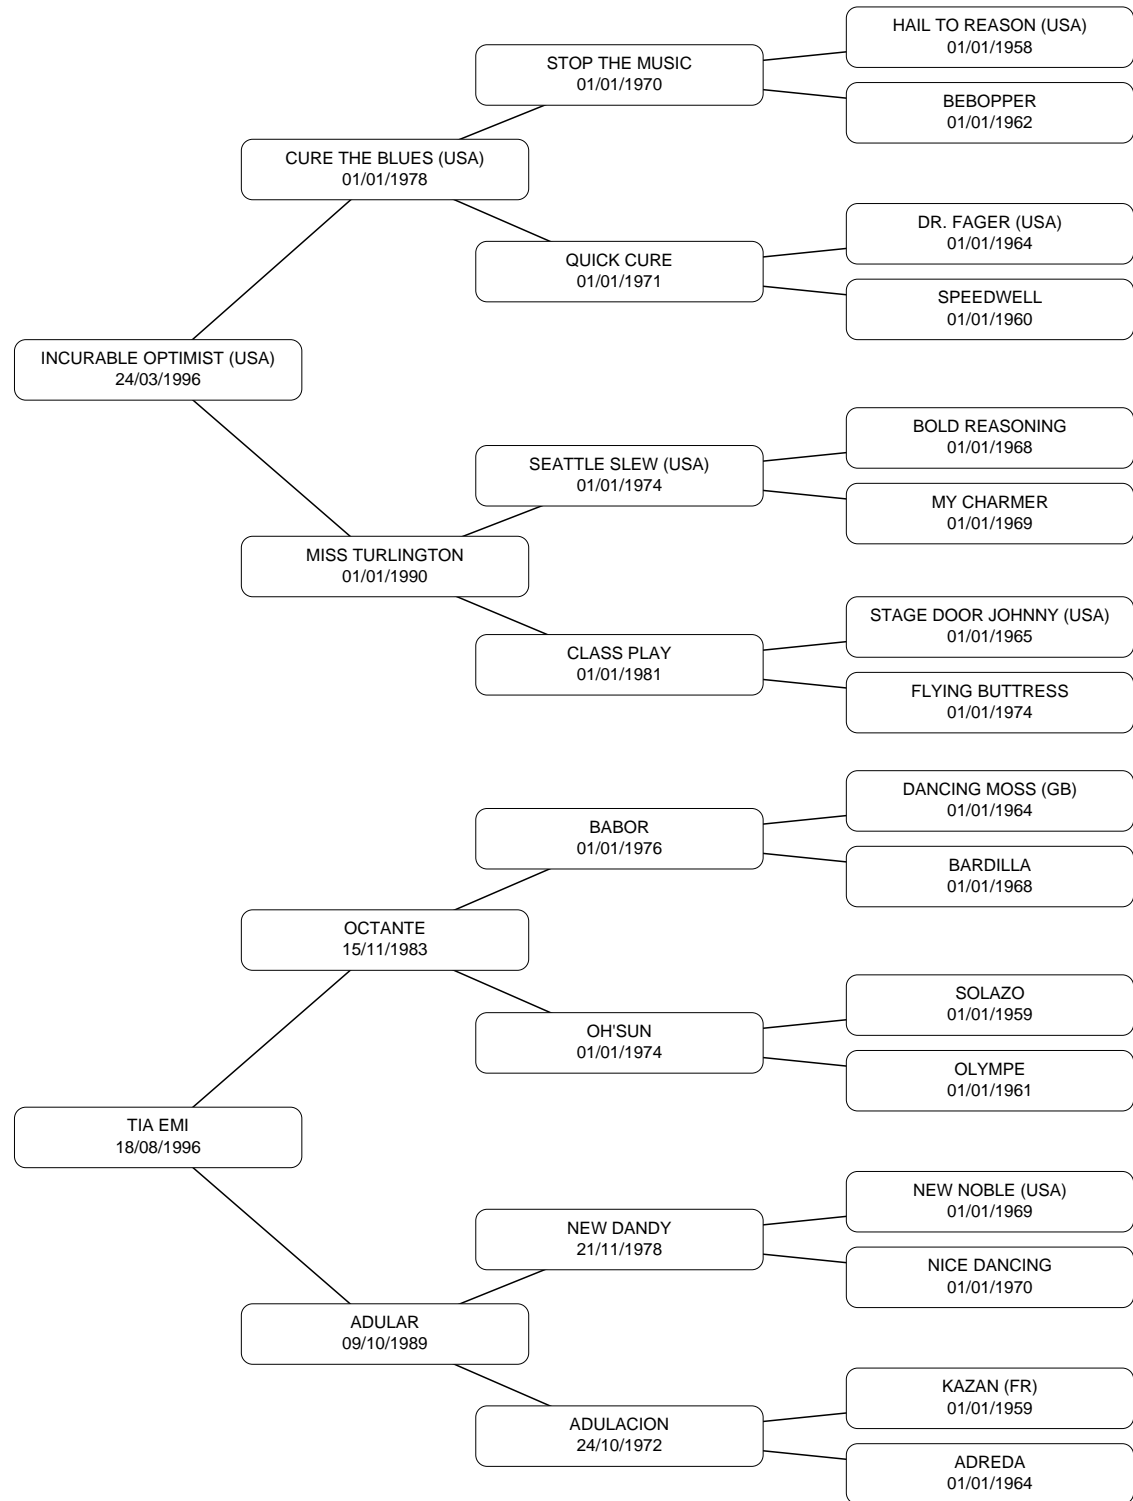 HAIL TO REASON (USA)
01/01/1958
STOP THE MUSIC
01/01/1970
BEBOPPER
01/01/1962
CURE THE BLUES (USA)
01/01/1978
DR. FAGER (USA)
01/01/1964
QUICK CURE
01/01/1971
SPEEDWELL
01/01/1960
INCURABLE OPTIMIST (USA)
24/03/1996
BOLD REASONING
01/01/1968
SEATTLE SLEW (USA)
01/01/1974
MY CHARMER
01/01/1969
MISS TURLINGTON
01/01/1990
STAGE DOOR JOHNNY (USA)
01/01/1965
CLASS PLAY
01/01/1981
FLYING BUTTRESS
01/01/1974
DANCING MOSS (GB)
01/01/1964
BABOR
01/01/1976
BARDILLA
01/01/1968
OCTANTE
15/11/1983
SOLAZO
01/01/1959
OH'SUN
01/01/1974
OLYMPE
01/01/1961
TIA EMI
18/08/1996
NEW NOBLE (USA)
01/01/1969
NEW DANDY
21/11/1978
NICE DANCING
01/01/1970
ADULAR
09/10/1989
KAZAN (FR)
01/01/1959
ADULACION
24/10/1972
ADREDA
01/01/1964